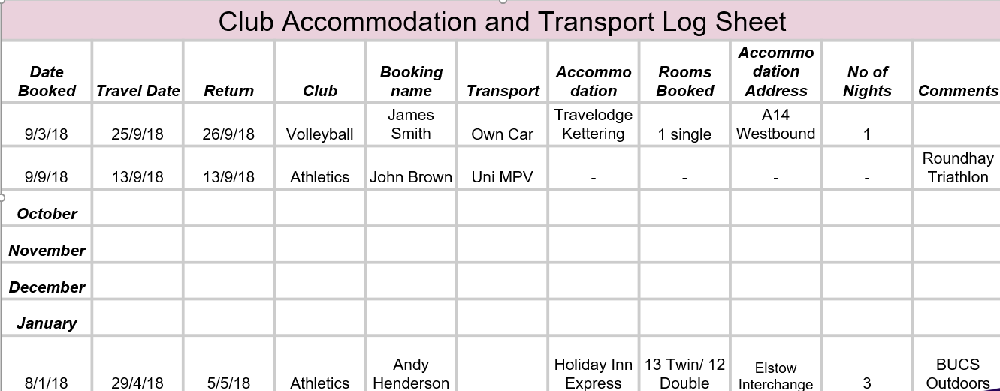 Club Accommodation and Transport Log Sheet
Date Booked Travel Date Return Club Booking name Transport Accommo dation Rooms Booked Accommo dation Address No of Nights Comments
9/3/18 25/9/18 26/9/18 Volleyball James Smith Own Car Travelodge Kettering 1 single A14 Westbound 1
9/9/18 13/9/18 13/9/18 Athletics John Brown Uni MPV - - - - Roundhay Triathlon
October
November
December
January
8/1/18 29/4/18 5/5/18 Athletics Andy Henderson Holiday Inn Express 13 Twin/ 12 Double Elstow Interchange 3 BUCS Outdoors